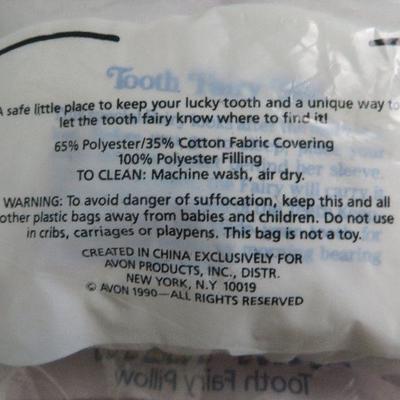 Tooth Fairy
A safe little place to keep your lucky tooth and a unique way to
let the tooth fairy know where to find it!
65% Polyester/35% Cotton Fabric Covering
100% Polyester Filling
TO CLEAN: Machine wash, air dry.
WARNING: To avoid danger of suffocation, keep this and all
other plastic bags away from babies and children. Do not use
in cribs, carriages or playpens. This bag is not a toy.
CREATED IN CHINA EXCLUSIVELY FOR
AVON PRODUCTS, INC., DISTR.
NEW YORK, N.Y 10019
© AVON 1990—ALL RIGHTS RESERVED
Tooth Fairy Pillow